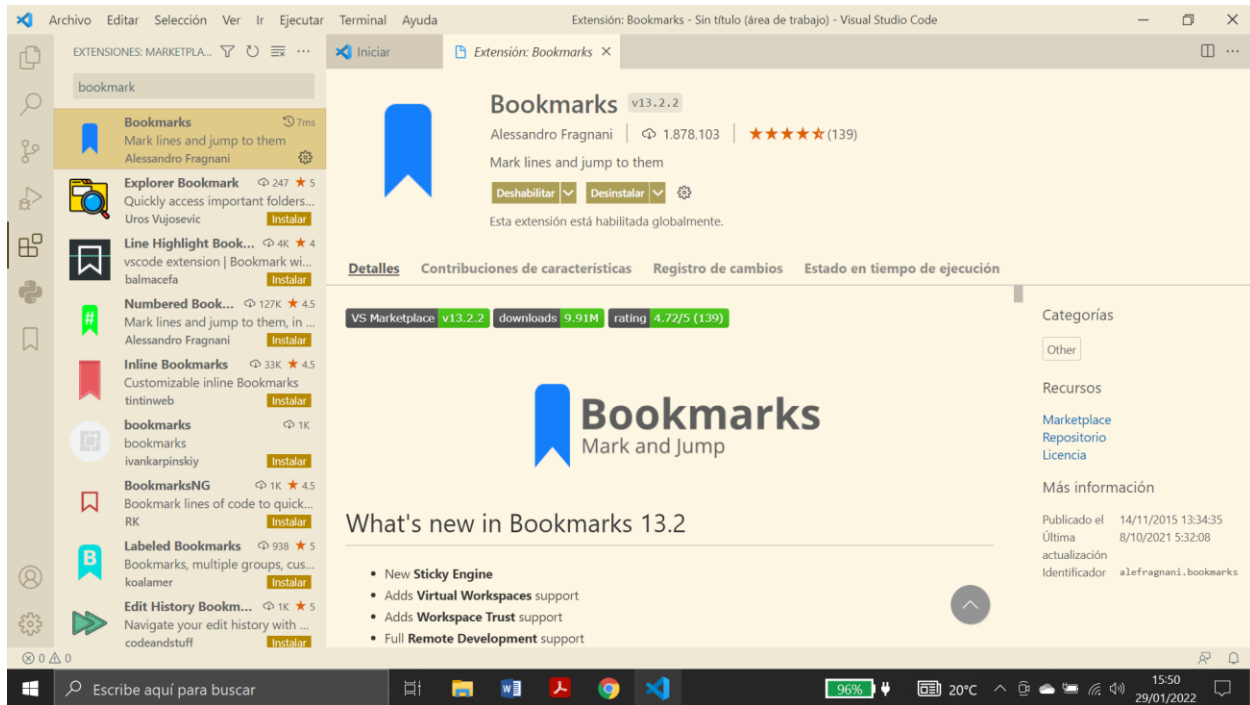 Archivo Editar Selección Ver Ir Ejecutar Terminal Ayuda
Extensión: Bookmarks - Sin título (área de trabajo) - Visual Studio Code
EXTENSIONES: MARKETPLA...
Iniciar
Extensión: Bookmarks
bookmark
Bookmarks 7ms
Mark lines and jump to them
Alessandro Fragnani
Explorer Bookmark 247 ★ 5
Quickly access important folders...
Uros Vujosevic Instalar
Line Highlight Book... 4K ★ 4
vscode extension | Bookmark wi...
balmacefa Instalar
Numbered Book... 127K ★ 4.5
Mark lines and jump to them, in ...
Alessandro Fragnani Instalar
Inline Bookmarks 33K ★ 4.5
Customizable inline Bookmarks
tintinweb Instalar
bookmarks 1K
bookmarks
ivankarpinskiy Instalar
BookmarksNG 1K ★ 4.5
Bookmark lines of code to quick...
RK Instalar
Labeled Bookmarks 938 ★ 5
Bookmarks, multiple groups, cus...
koalamer Instalar
Edit History Bookm... 1K ★ 5
Navigate your edit history with ...
codeandstuff Instalar
Bookmarks v13.2.2
Alessandro Fragnani | 1.878.103 | ★★★★★(139)
Mark lines and jump to them
Deshabilitar Desinstalar
Esta extensión está habilitada globalmente.
Detalles Contribuciones de características Registro de cambios Estado en tiempo de ejecución
VS Marketplace v13.2.2 downloads 9.91M rating 4.72/5 (139)
Bookmarks
Mark and Jump
What's new in Bookmarks 13.2
• New Sticky Engine
• Adds Virtual Workspaces support
• Adds Workspace Trust support
• Full Remote Development support
Categorías
Other
Recursos
Marketplace
Repositorio
Licencia
Más información
Publicado el 14/11/2015 13:34:35
Última actualización 8/10/2021 5:32:08
Identificador alefragnani.bookmarks
0 0
Escribe aquí para buscar
96%
20°C
15:50
29/01/2022